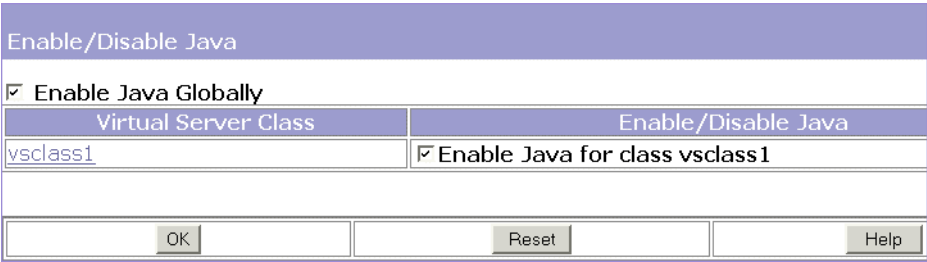 Enable/Disable Java
Enable Java Globally
Virtual Server Class Enable/Disable Java
vsclass1 Enable Java for class vsclass1
OK Reset Help